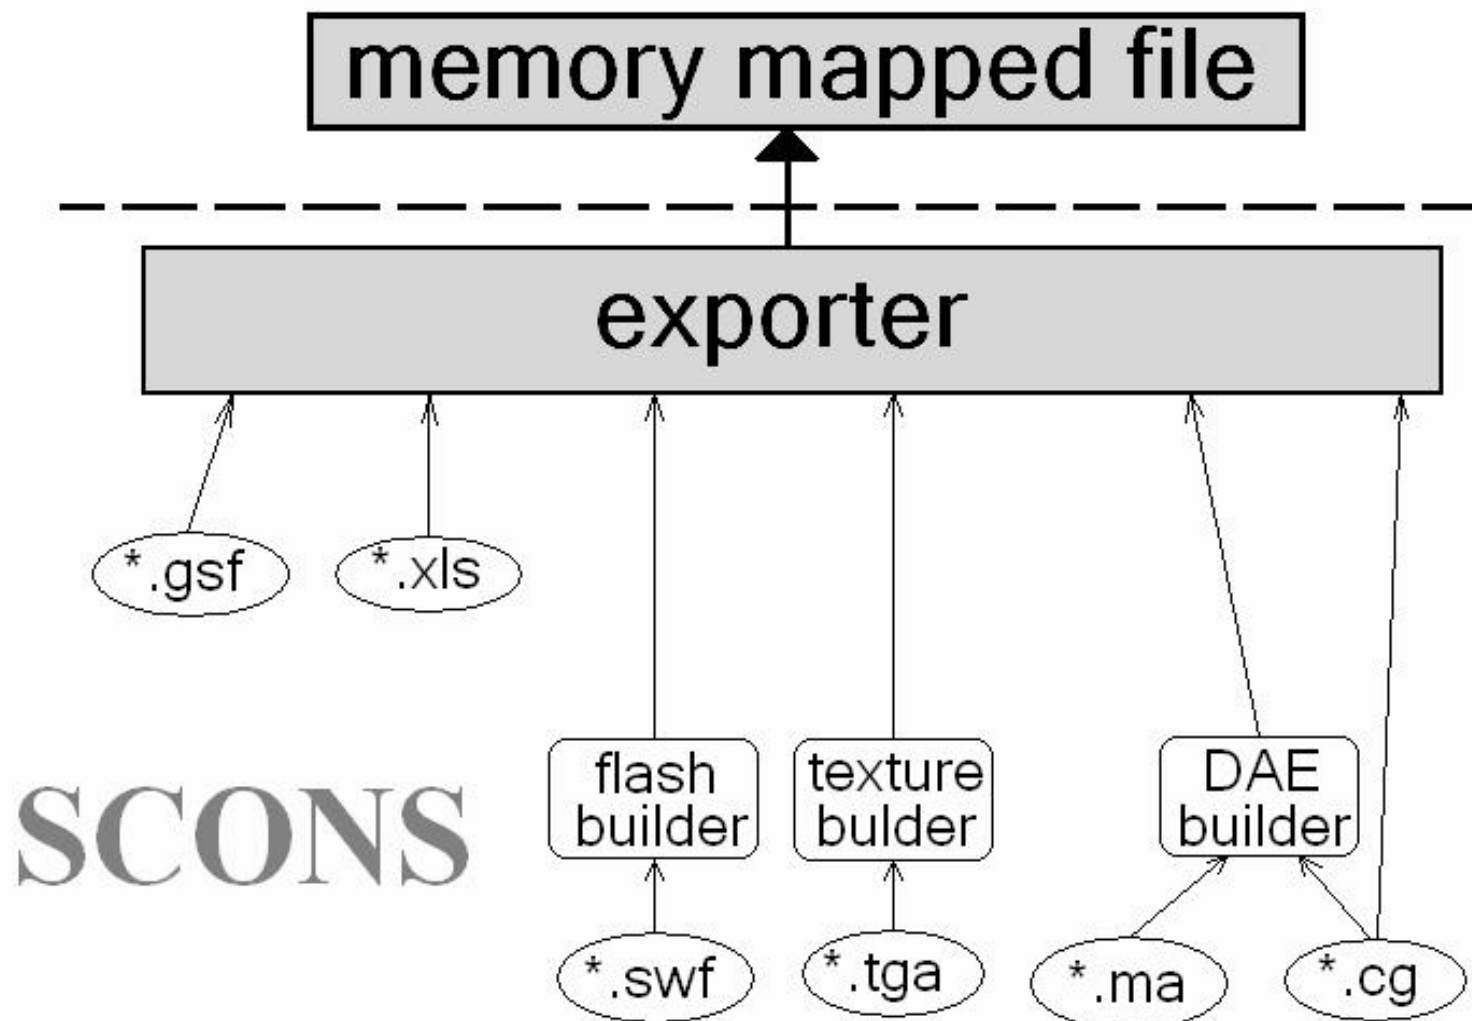 memory mapped file
exporter
*.gsf
*.xls
flash
builder
texture
bulder
DAE
builder
SCONS
*.swf
*.tga
*.ma
*.cg